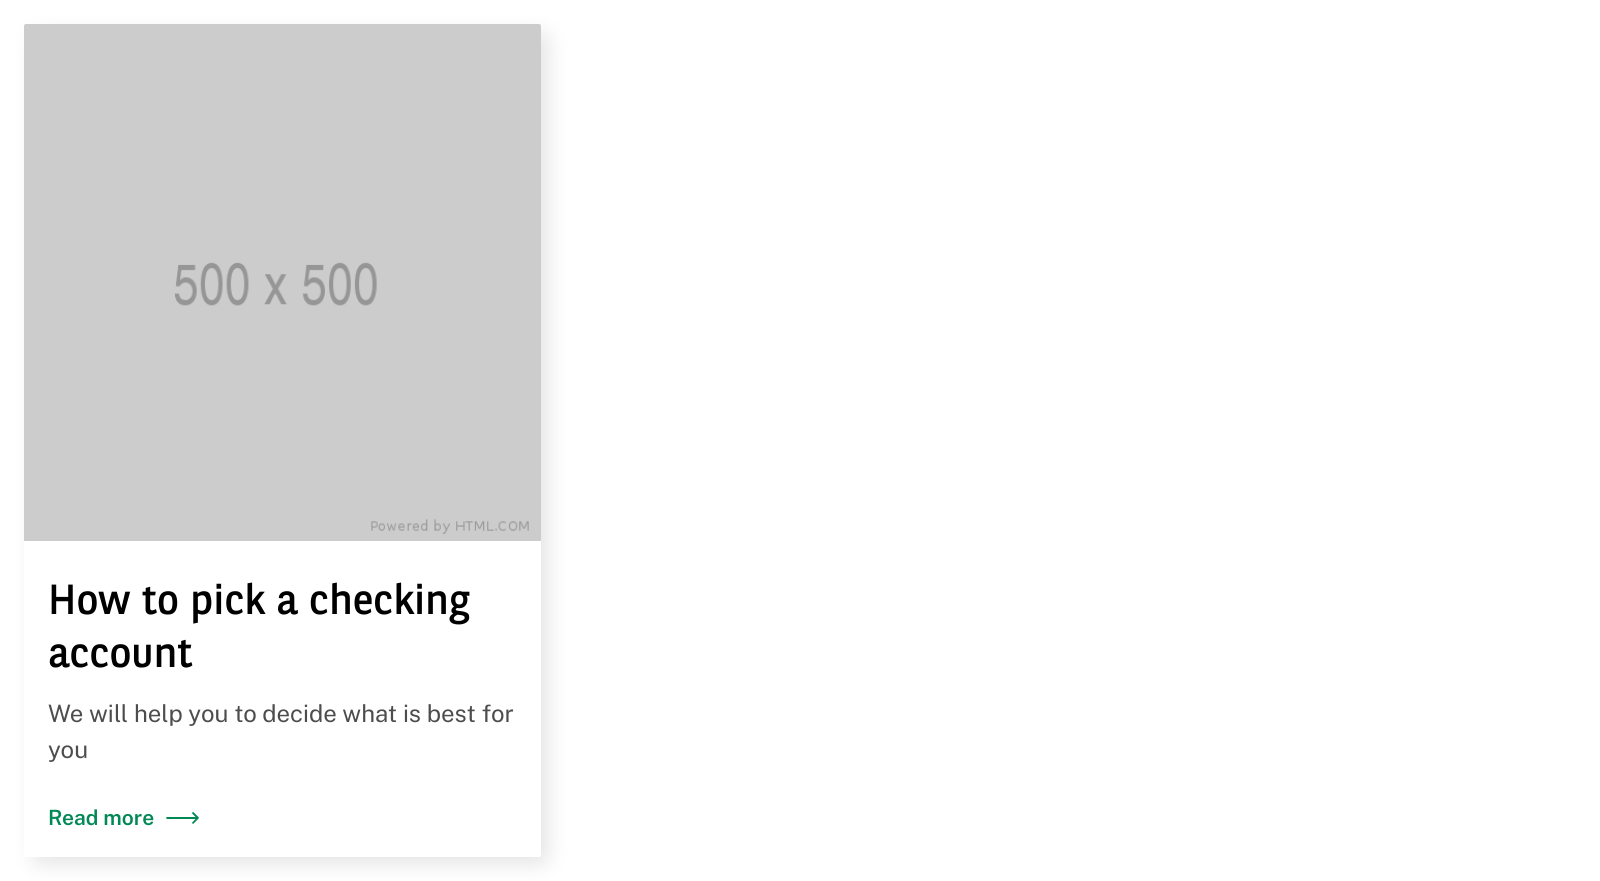 500 x 500
Powered by HTML.COM
How to pick a checking
account
We will help you to decide what is best for
you
Read more